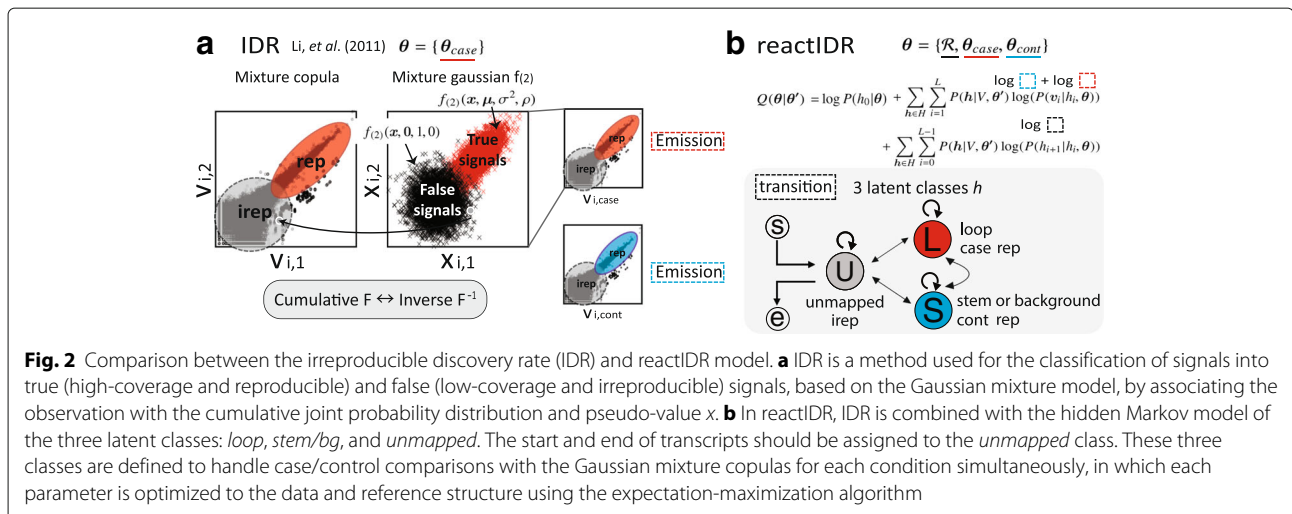 a IDR Li, et al. (2011) θ = {θcase}
Mixture copula
Mixture gaussian f(2)
f(2)(x, μ, σ², ρ)
f(2)(x, 0, 1, 0)
True
signals
False
signals
rep
irep
Vi,2
Vi,1
Xi,2
Xi,1
Cumulative F ↔ Inverse F⁻¹
rep
irep
Vi,case
Emission
rep
irep
Vi,cont
Emission
b reactIDR θ = {R, θcase, θcont}
log + log
Q(θ|θ′) = log P(h0|θ) + ∑h∈H ∑i=1L P(h|V, θ′) log(P(vi|hi, θ))
log
+ ∑h∈H ∑i=0L−1 P(h|V, θ′) log(P(hi+1|hi, θ))
transition 3 latent classes h
s
U
e
L
S
unmapped
irep
loop
case rep
stem or background
cont rep
Fig. 2 Comparison between the irreproducible discovery rate (IDR) and reactIDR model. a IDR is a method used for the classification of signals into
true (high-coverage and reproducible) and false (low-coverage and irreproducible) signals, based on the Gaussian mixture model, by associating the
observation with the cumulative joint probability distribution and pseudo-value x. b In reactIDR, IDR is combined with the hidden Markov model of
the three latent classes: loop, stem/bg, and unmapped. The start and end of transcripts should be assigned to the unmapped class. These three
classes are defined to handle case/control comparisons with the Gaussian mixture copulas for each condition simultaneously, in which each
parameter is optimized to the data and reference structure using the expectation-maximization algorithm